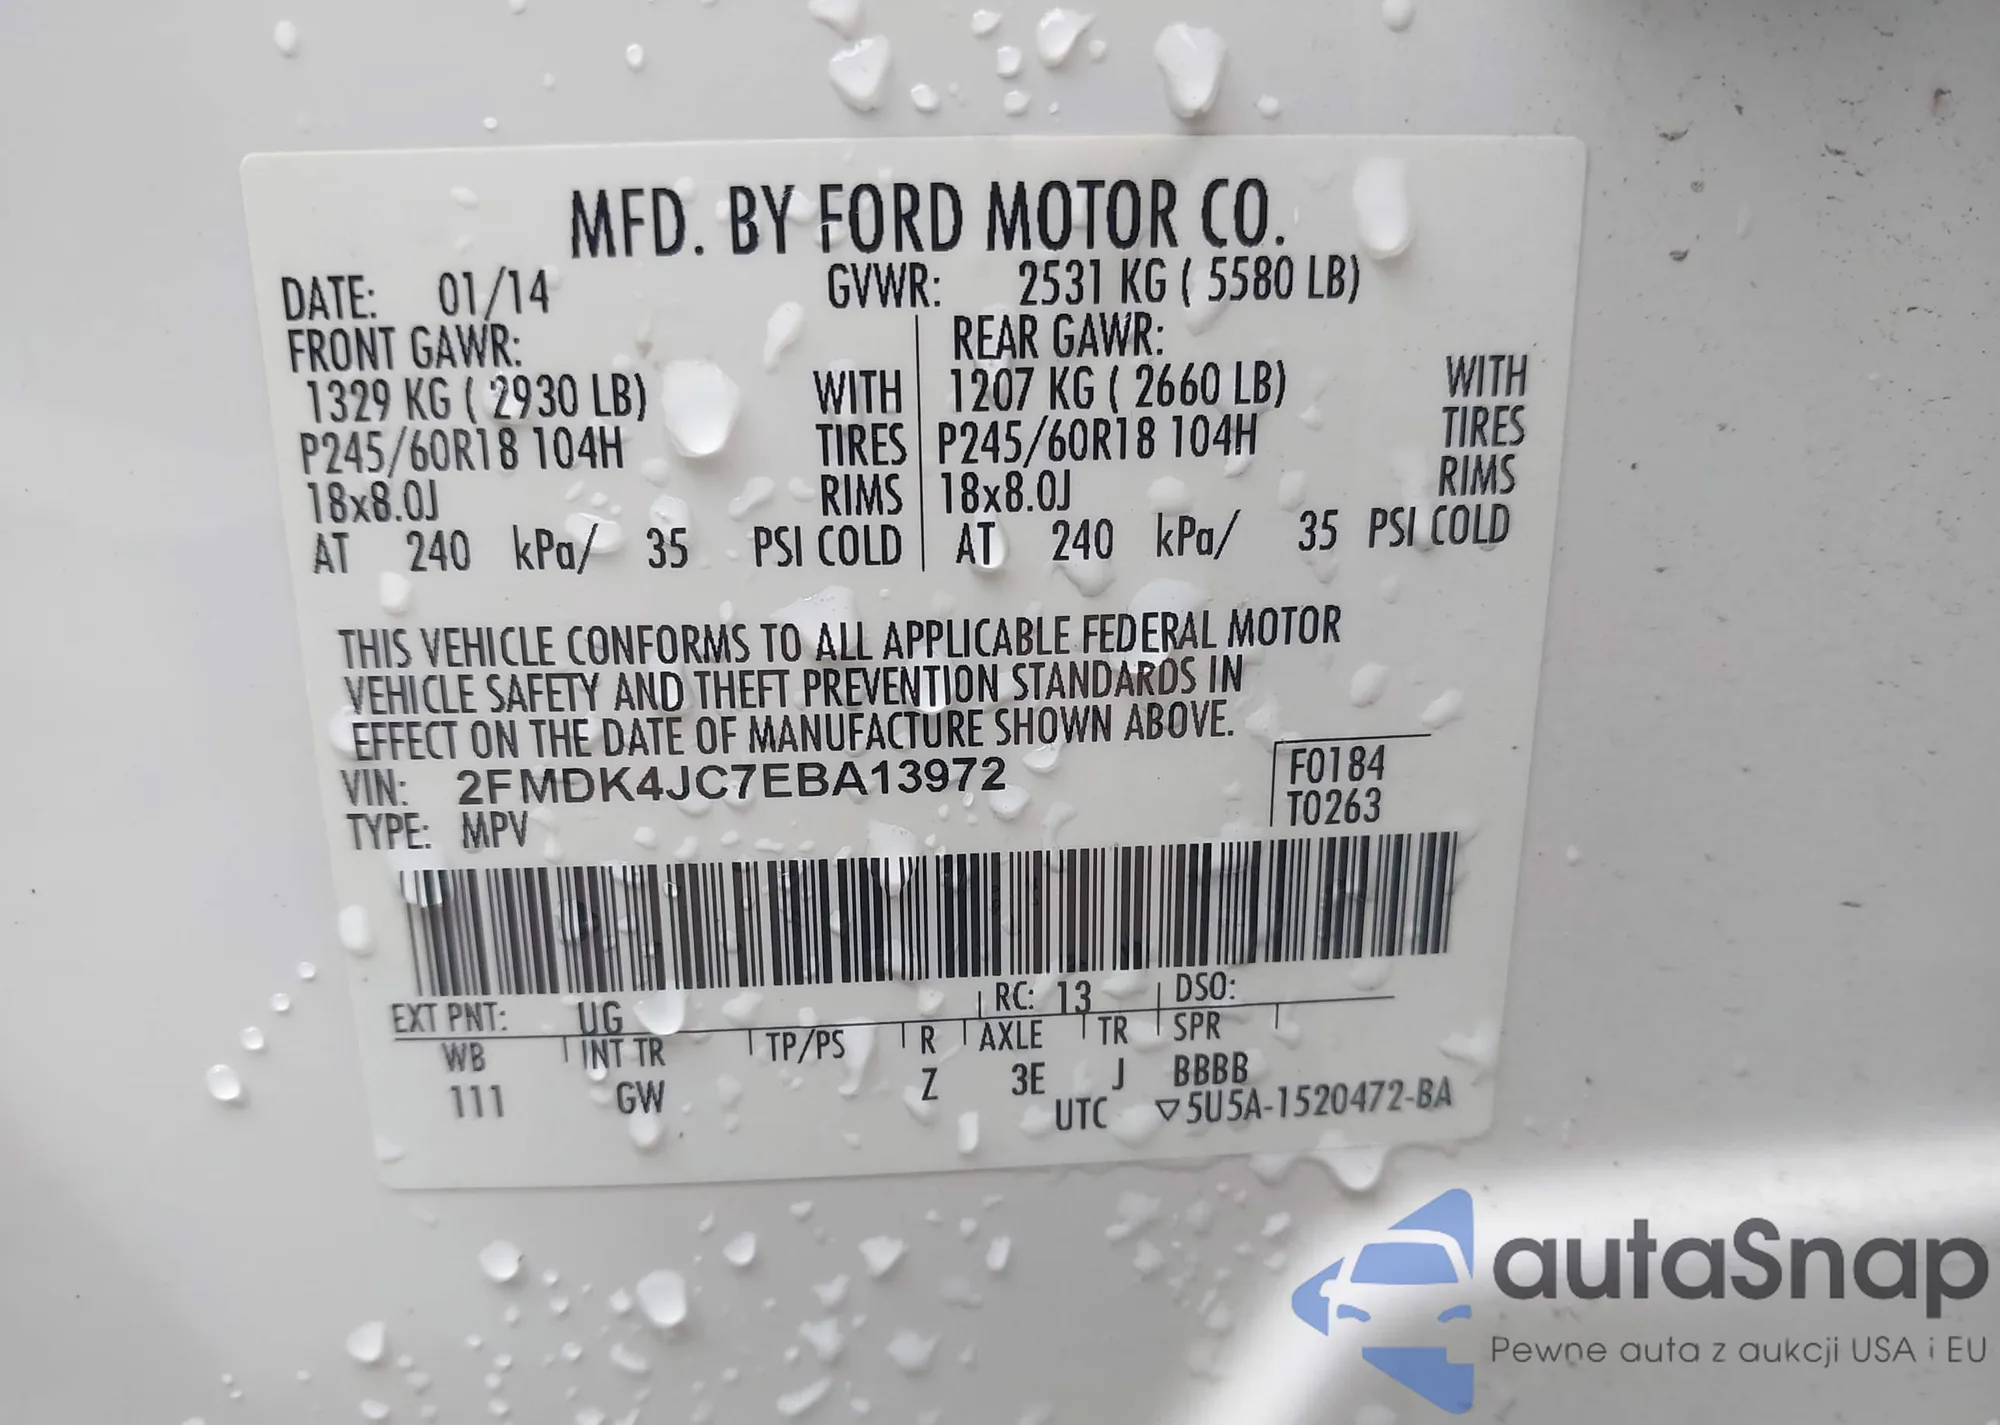 MFD. BY FORD MOTOR CO.
DATE: 01/14 GVWR: 2531 KG ( 5580 LB)
FRONT GAWR: REAR GAWR:
1329 KG ( 2930 LB) WITH 1207 KG ( 2660 LB) WITH
P245/60R18 104H TIRES P245/60R18 104H TIRES
18x8.0J RIMS 18x8.0J RIMS
AT 240 kPa/ 35 PSI COLD AT 240 kPa/ 35 PSI COLD
THIS VEHICLE CONFORMS TO ALL APPLICABLE FEDERAL MOTOR
VEHICLE SAFETY AND THEFT PREVENTION STANDARDS IN
EFFECT ON THE DATE OF MANUFACTURE SHOWN ABOVE.
VIN: 2FMDK4JC7EBA13972 F0184
TYPE: MPV T0263
EXT PNT: UG RC: 13 DSO:
WB INT TR TP/PS R AXLE TR SPR
111 GW Z 3E J BBBB
UTC ▽5U5A-1520472-BA
autaSnap
Pewne auta z aukcji USA i EU